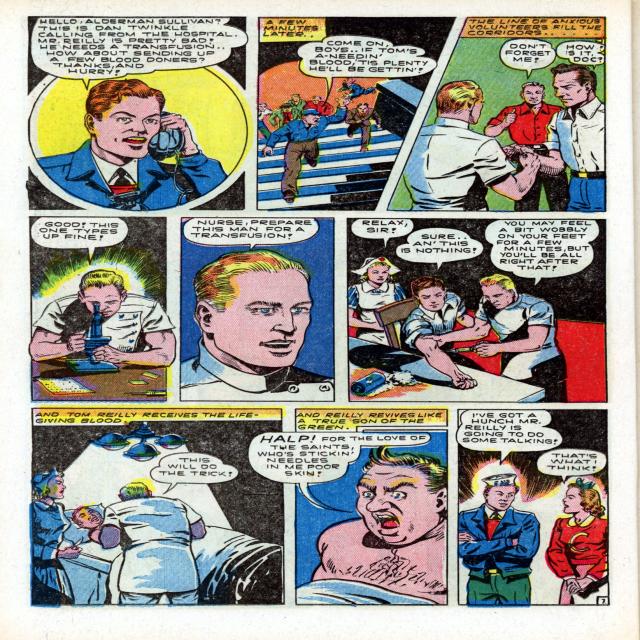 HELLO, ALDERMAN SULLIVAN?
THIS IS DAN TWINKLE
CALLING FROM THE HOSPITAL.
MR. REILLY IS PRETTY BAD!
HE NEEDS A TRANSFUSION..
HOW ABOUT SENDING UP
A FEW BLOOD DONERS?
THANKS, AND
HURRY!
A FEW
MINUTES
LATER..
COME ON,
BOYS.. IF TOM'S
A-NEEDIN'
BLOOD, 'TIS PLENTY
HE'LL BE GETTIN'!
THE LINE OF ANXIOUS
VOLUNTEERS FILL THE
CORRIDORS...
DON'T
FORGET
ME!
HOW
IS IT,
DOC?
GOOD! THIS
ONE TYPES
UP FINE!
NURSE, PREPARE
THIS MAN FOR A
TRANSFUSION!
RELAX,
SIR!
SURE..
AN' THIS
IS NOTHING!
YOU MAY FEEL
A BIT WOBBLY
ON YOUR FEET
FOR A FEW
MINUTES, BUT
YOU'LL BE ALL
RIGHT AFTER
THAT!
AND TOM REILLY RECEIVES THE LIFE-
GIVING BLOOD.
THIS
WILL DO
THE TRICK!
AND REILLY REVIVES LIKE
A TRUE SON OF THE
GREEN.
HALP! FOR THE LOVE OF
THE SAINTS,
WHO'S STICKIN'
NEEDLES
IN ME POOR
SKIN!
I'VE GOT A
HUNCH MR.
REILLY IS
GOING TO DO
SOME TALKING!
THAT'S
WHAT I
THINK!
C
7